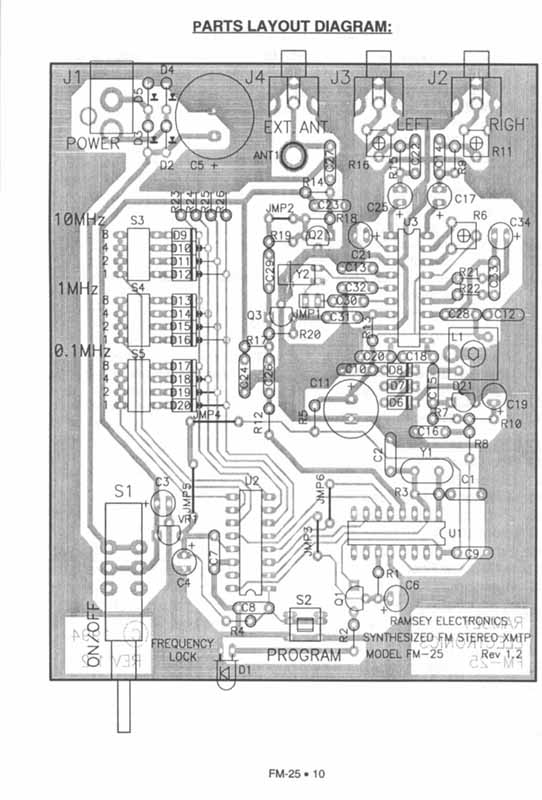 PARTS LAYOUT DIAGRAM:
J1 D5 D4 J4 J3 J2
EXT.ANT LEFT RIGHT
POWER D3 D2 C5 ANT1 R16 R15 C22 C14 R9 R11
R23 R24 R25 R26 R14 C25 C17
10MHz S3 JMP2 C23 R18 U3 R6 C34
8 D9 R19 Q2
4 D10 C21
2 D11 C29 C13 R21
1 D12 Y2 C32 R22 C33
1MHz S4
8 D13 C30
4 D14 Q3 JMP1 C31 C28 C12
2 D15 R20 R13 L1
1 D16 R17
0.1MHz S5 C20 C18
8 D17 C24 C26 C10 D8
4 D18 C11 D7 C15 D21
2 D19 D6 C19
1 D20 R12 R5 R7 R10
JMP4 C16 R8
C2 Y1
S1 C3 JMP5 U2 JMP6 R3 C1
VR1 JMP3 U1
C4 C7 C9
R1
C8 S2 Q1 C6
R4 R2
ON/OFF
FREQUENCY LOCK
D1
PROGRAM
RAMSEY ELECTRONICS
SYNTHESIZED FM STEREO XMTR
MODEL FM-25 Rev 1.2
FM-25 • 10